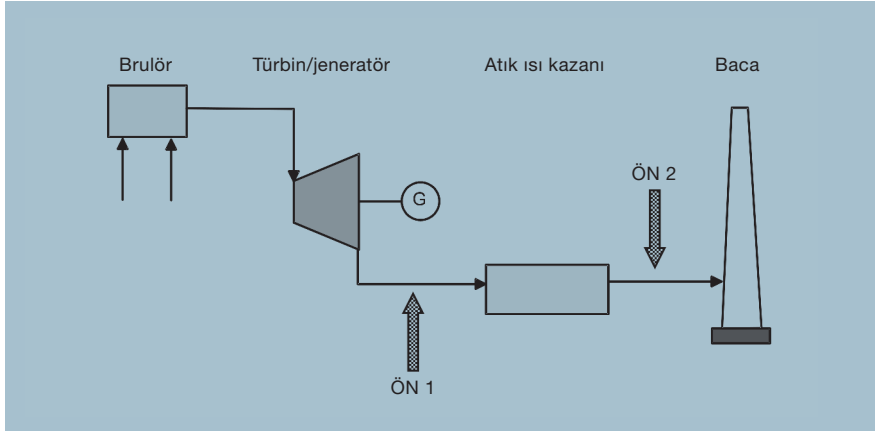 Brulör
Türbin/jeneratör
Atık ısı kazanı
Baca
ÖN 2
G
ÖN 1